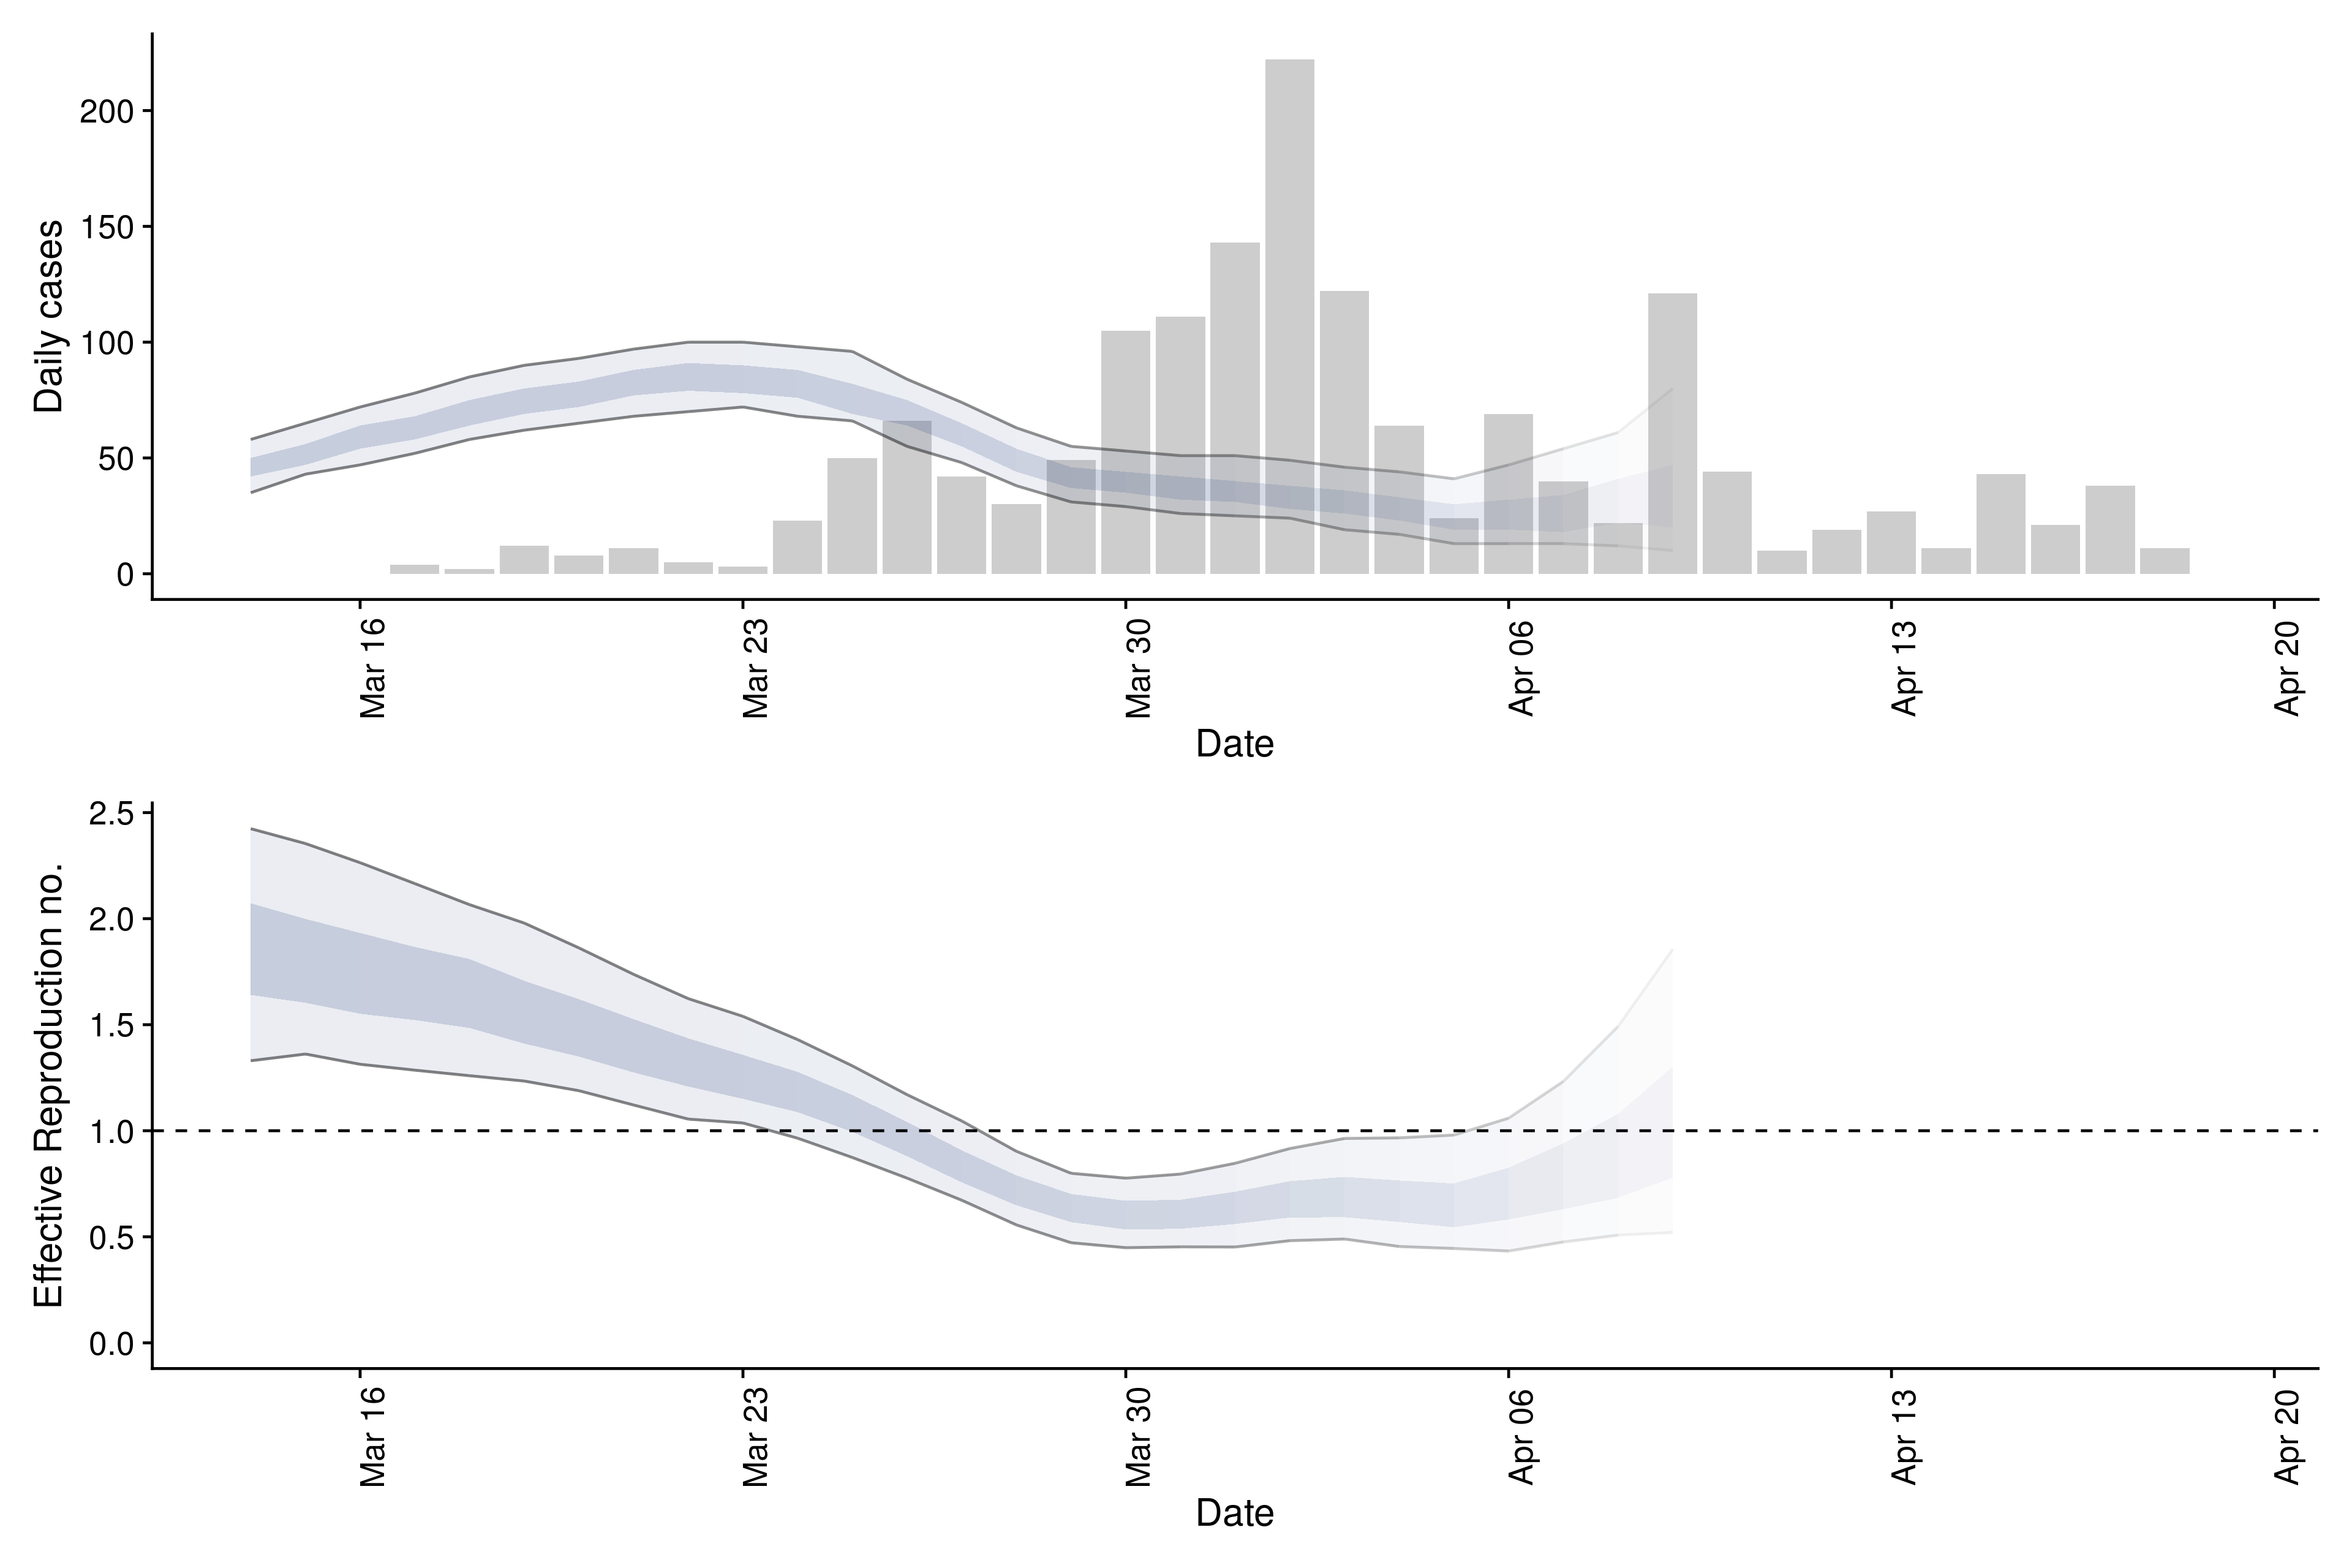 Daily cases
200
150
100
50
0
Mar 16
Mar 23
Mar 30
Apr 06
Apr 13
Apr 20
Date
Effective Reproduction no.
2.5
2.0
1.5
1.0
0.5
0.0
Mar 16
Mar 23
Mar 30
Apr 06
Apr 13
Apr 20
Date